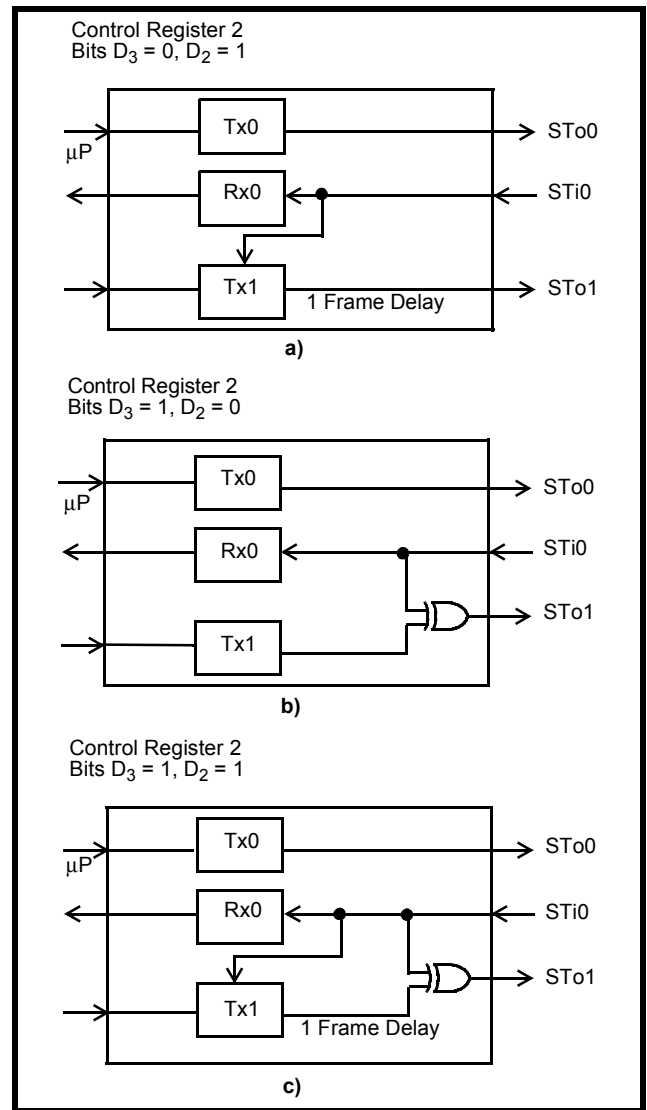 Control Register 2
Bits D3 = 0, D2 = 1
Tx0
STo0
μP
Rx0
STi0
Tx1
STo1
1 Frame Delay
a)
Control Register 2
Bits D3 = 1, D2 = 0
Tx0
STo0
μP
Rx0
STi0
STo1
Tx1
b)
Control Register 2
Bits D3 = 1, D2 = 1
Tx0
STo0
μP
Rx0
STi0
STo1
Tx1
1 Frame Delay
c)